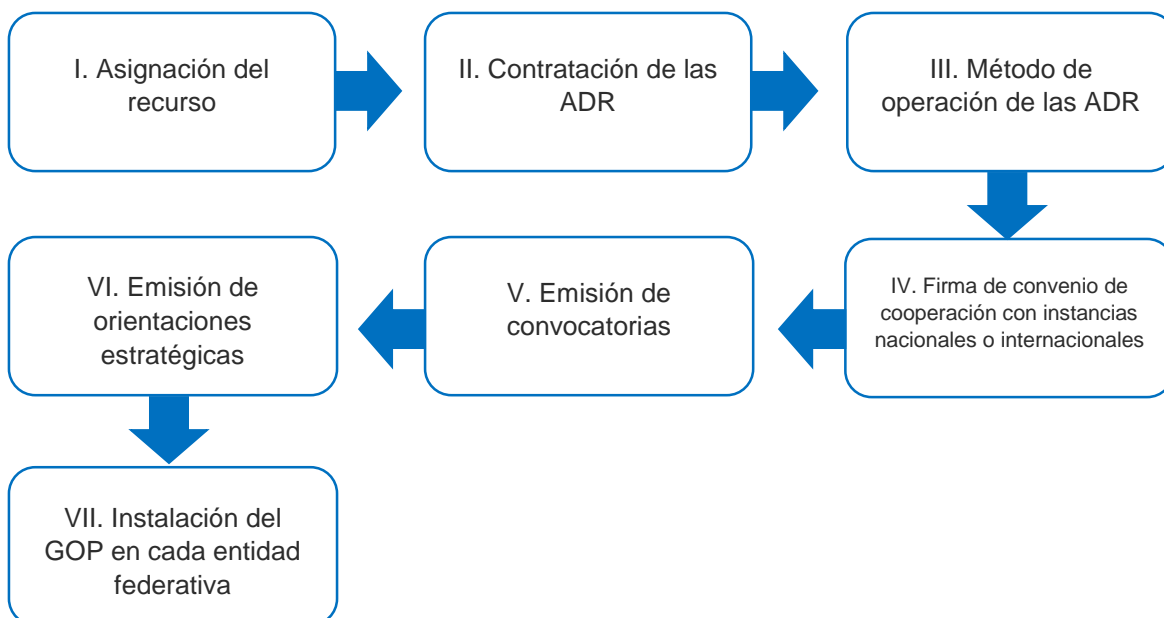 I. Asignación del
recurso
II. Contratación de las
ADR
III. Método de
operación de las ADR
IV. Firma de convenio de
cooperación con instancias
nacionales o internacionales
V. Emisión de
convocatorias
VI. Emisión de
orientaciones
estratégicas
VII. Instalación del
GOP en cada entidad
federativa